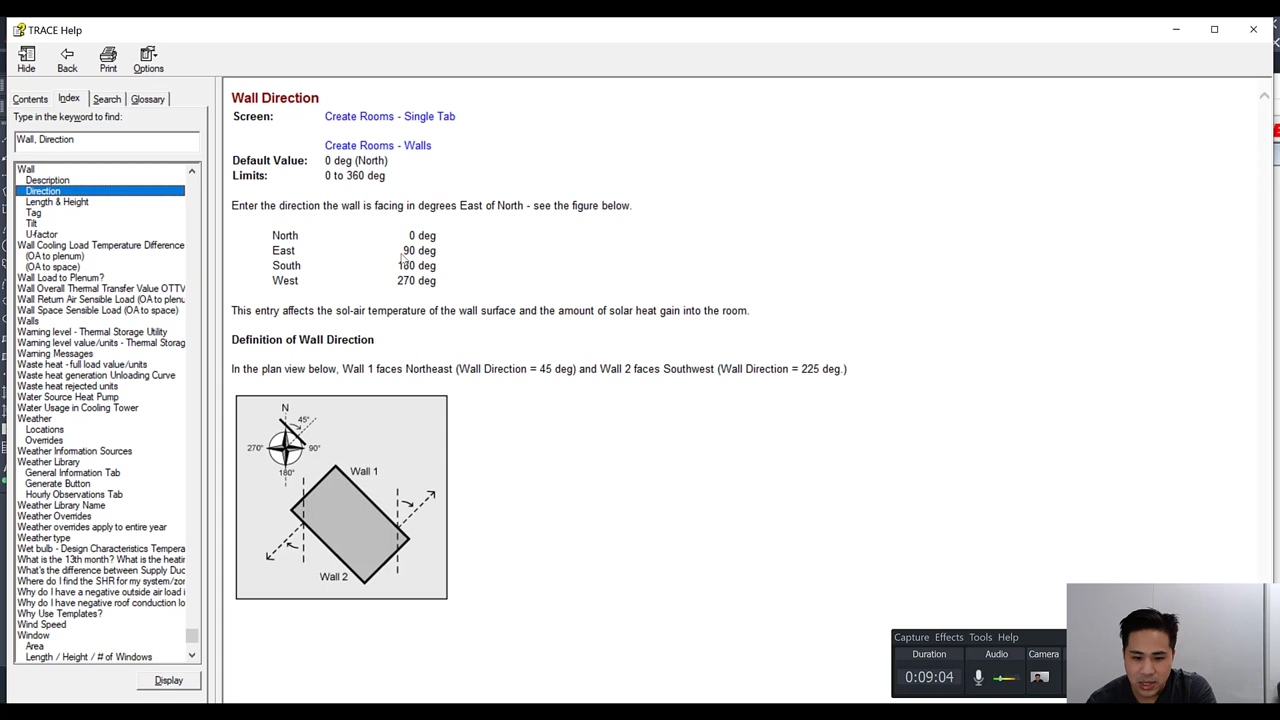 TRACE Help
Hide Back Print Options
Contents Index Search Glossary
Type in the keyword to find:
Wall, Direction
Wall
Description
Direction
Length & Height
Tag
Tilt
U-factor
Wall Cooling Load Temperature Difference
(OA to plenum)
(OA to space)
Wall Load to Plenum?
Wall Overall Thermal Transfer Value OTTV
Wall Return Air Sensible Load (OA to plenu
Wall Space Sensible Load (OA to space)
Walls
Warning level - Thermal Storage Utility
Warning level value/units - Thermal Storag
Warning Messages
Waste heat - full load value/units
Waste heat generation Unloading Curve
Waste heat rejected units
Water Source Heat Pump
Water Usage in Cooling Tower
Weather
Locations
Overrides
Weather Information Sources
Weather Library
General Information Tab
Generate Button
Hourly Observations Tab
Weather Library Name
Weather Overrides
Weather overrides apply to entire year
Weather type
Wet bulb - Design Characteristics Tempera
What is the 13th month? What is the heatin
What's the difference between Supply Duc
Where do I find the SHR for my system/zor
Why do I have a negative outside air load i
Why do I have negative roof conduction lo
Why Use Templates?
Wind Speed
Window
Area
Length / Height / # of Windows
Display
Wall Direction
Screen: Create Rooms - Single Tab
Create Rooms - Walls
Default Value: 0 deg (North)
Limits: 0 to 360 deg
Enter the direction the wall is facing in degrees East of North - see the figure below.
North 0 deg
East 90 deg
South 180 deg
West 270 deg
This entry affects the sol-air temperature of the wall surface and the amount of solar heat gain into the room.
Definition of Wall Direction
In the plan view below, Wall 1 faces Northeast (Wall Direction = 45 deg) and Wall 2 faces Southwest (Wall Direction = 225 deg.)
N
45°
270° 90°
180°
Wall 1
Wall 2
Capture Effects Tools Help
Duration Audio Camera
0:09:04